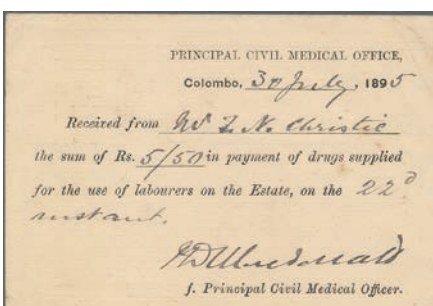 PRINCIPAL CIVIL MEDICAL OFFICE,
Colombo, 30 July, 1895
Received from Mr Christie
the sum of Rs. 5/50 in payment of drugs supplied
for the use of labourers on the Estate, on the 22d
instant.
f. Principal Civil Medical Officer.